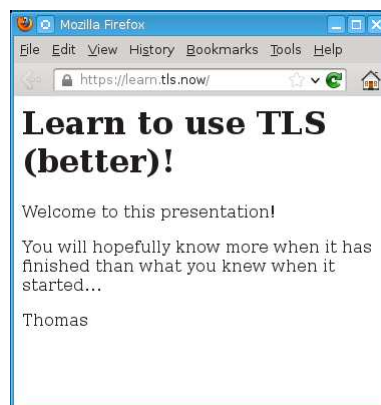 Mozilla Firefox
File Edit View History Bookmarks Tools Help
https://learn.tls.now/
Learn to use TLS
(better)!
Welcome to this presentation!
You will hopefully know more when it has
finished than what you knew when it
started...
Thomas